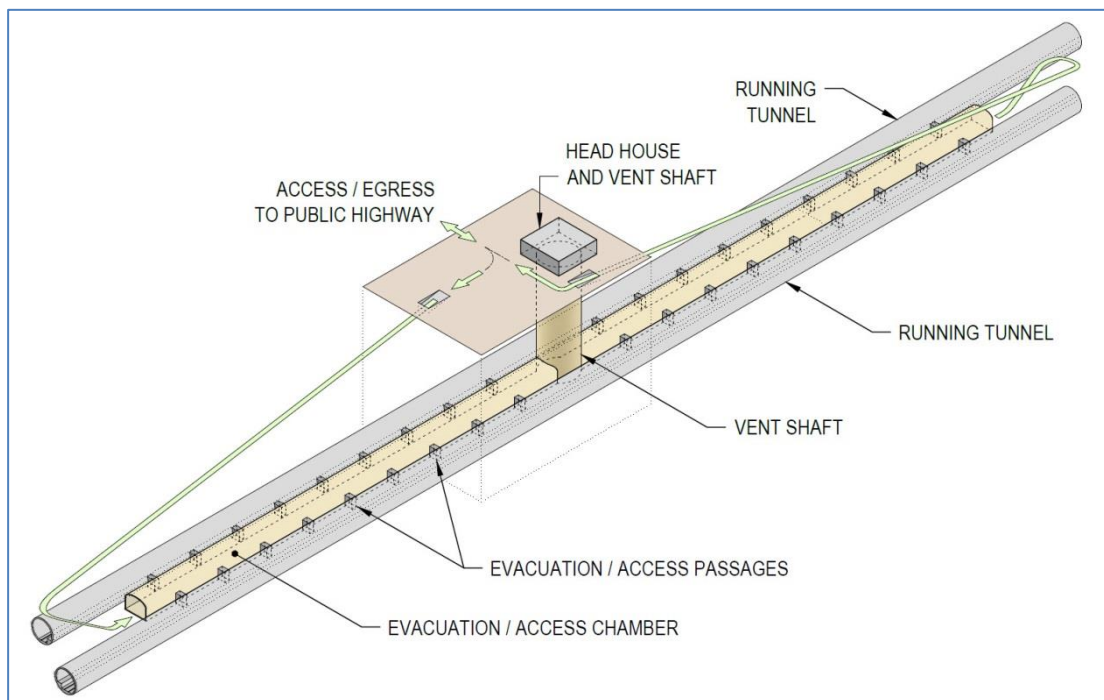 RUNNING
TUNNEL
HEAD HOUSE
AND VENT SHAFT
ACCESS / EGRESS
TO PUBLIC HIGHWAY
RUNNING TUNNEL
VENT SHAFT
EVACUATION / ACCESS PASSAGES
EVACUATION / ACCESS CHAMBER